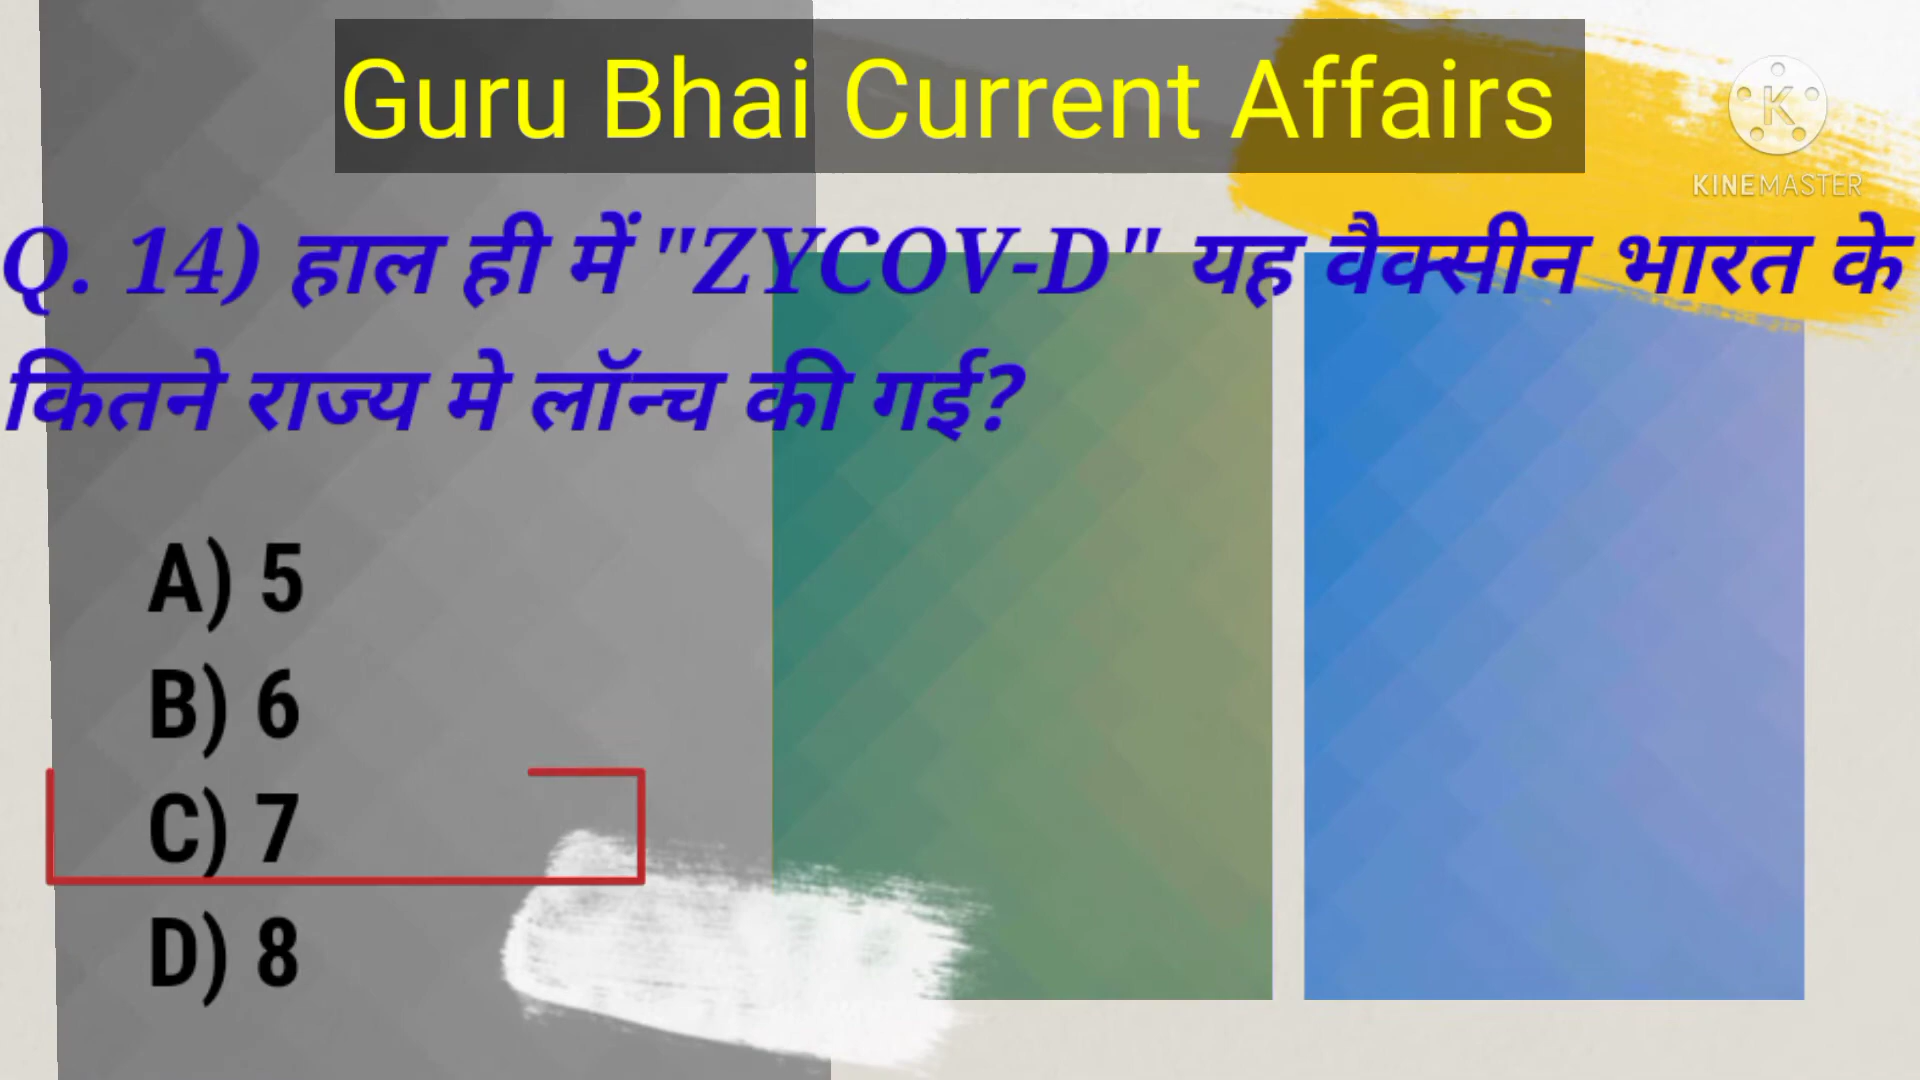 Guru Bhai Current Affairs
KINEMASTER
Q. 14) हाल ही में "ZYCOV-D" यह वैक्सीन भारत के
कितने राज्य मे लॉन्च की गई?
A) 5
B) 6
C) 7
D) 8